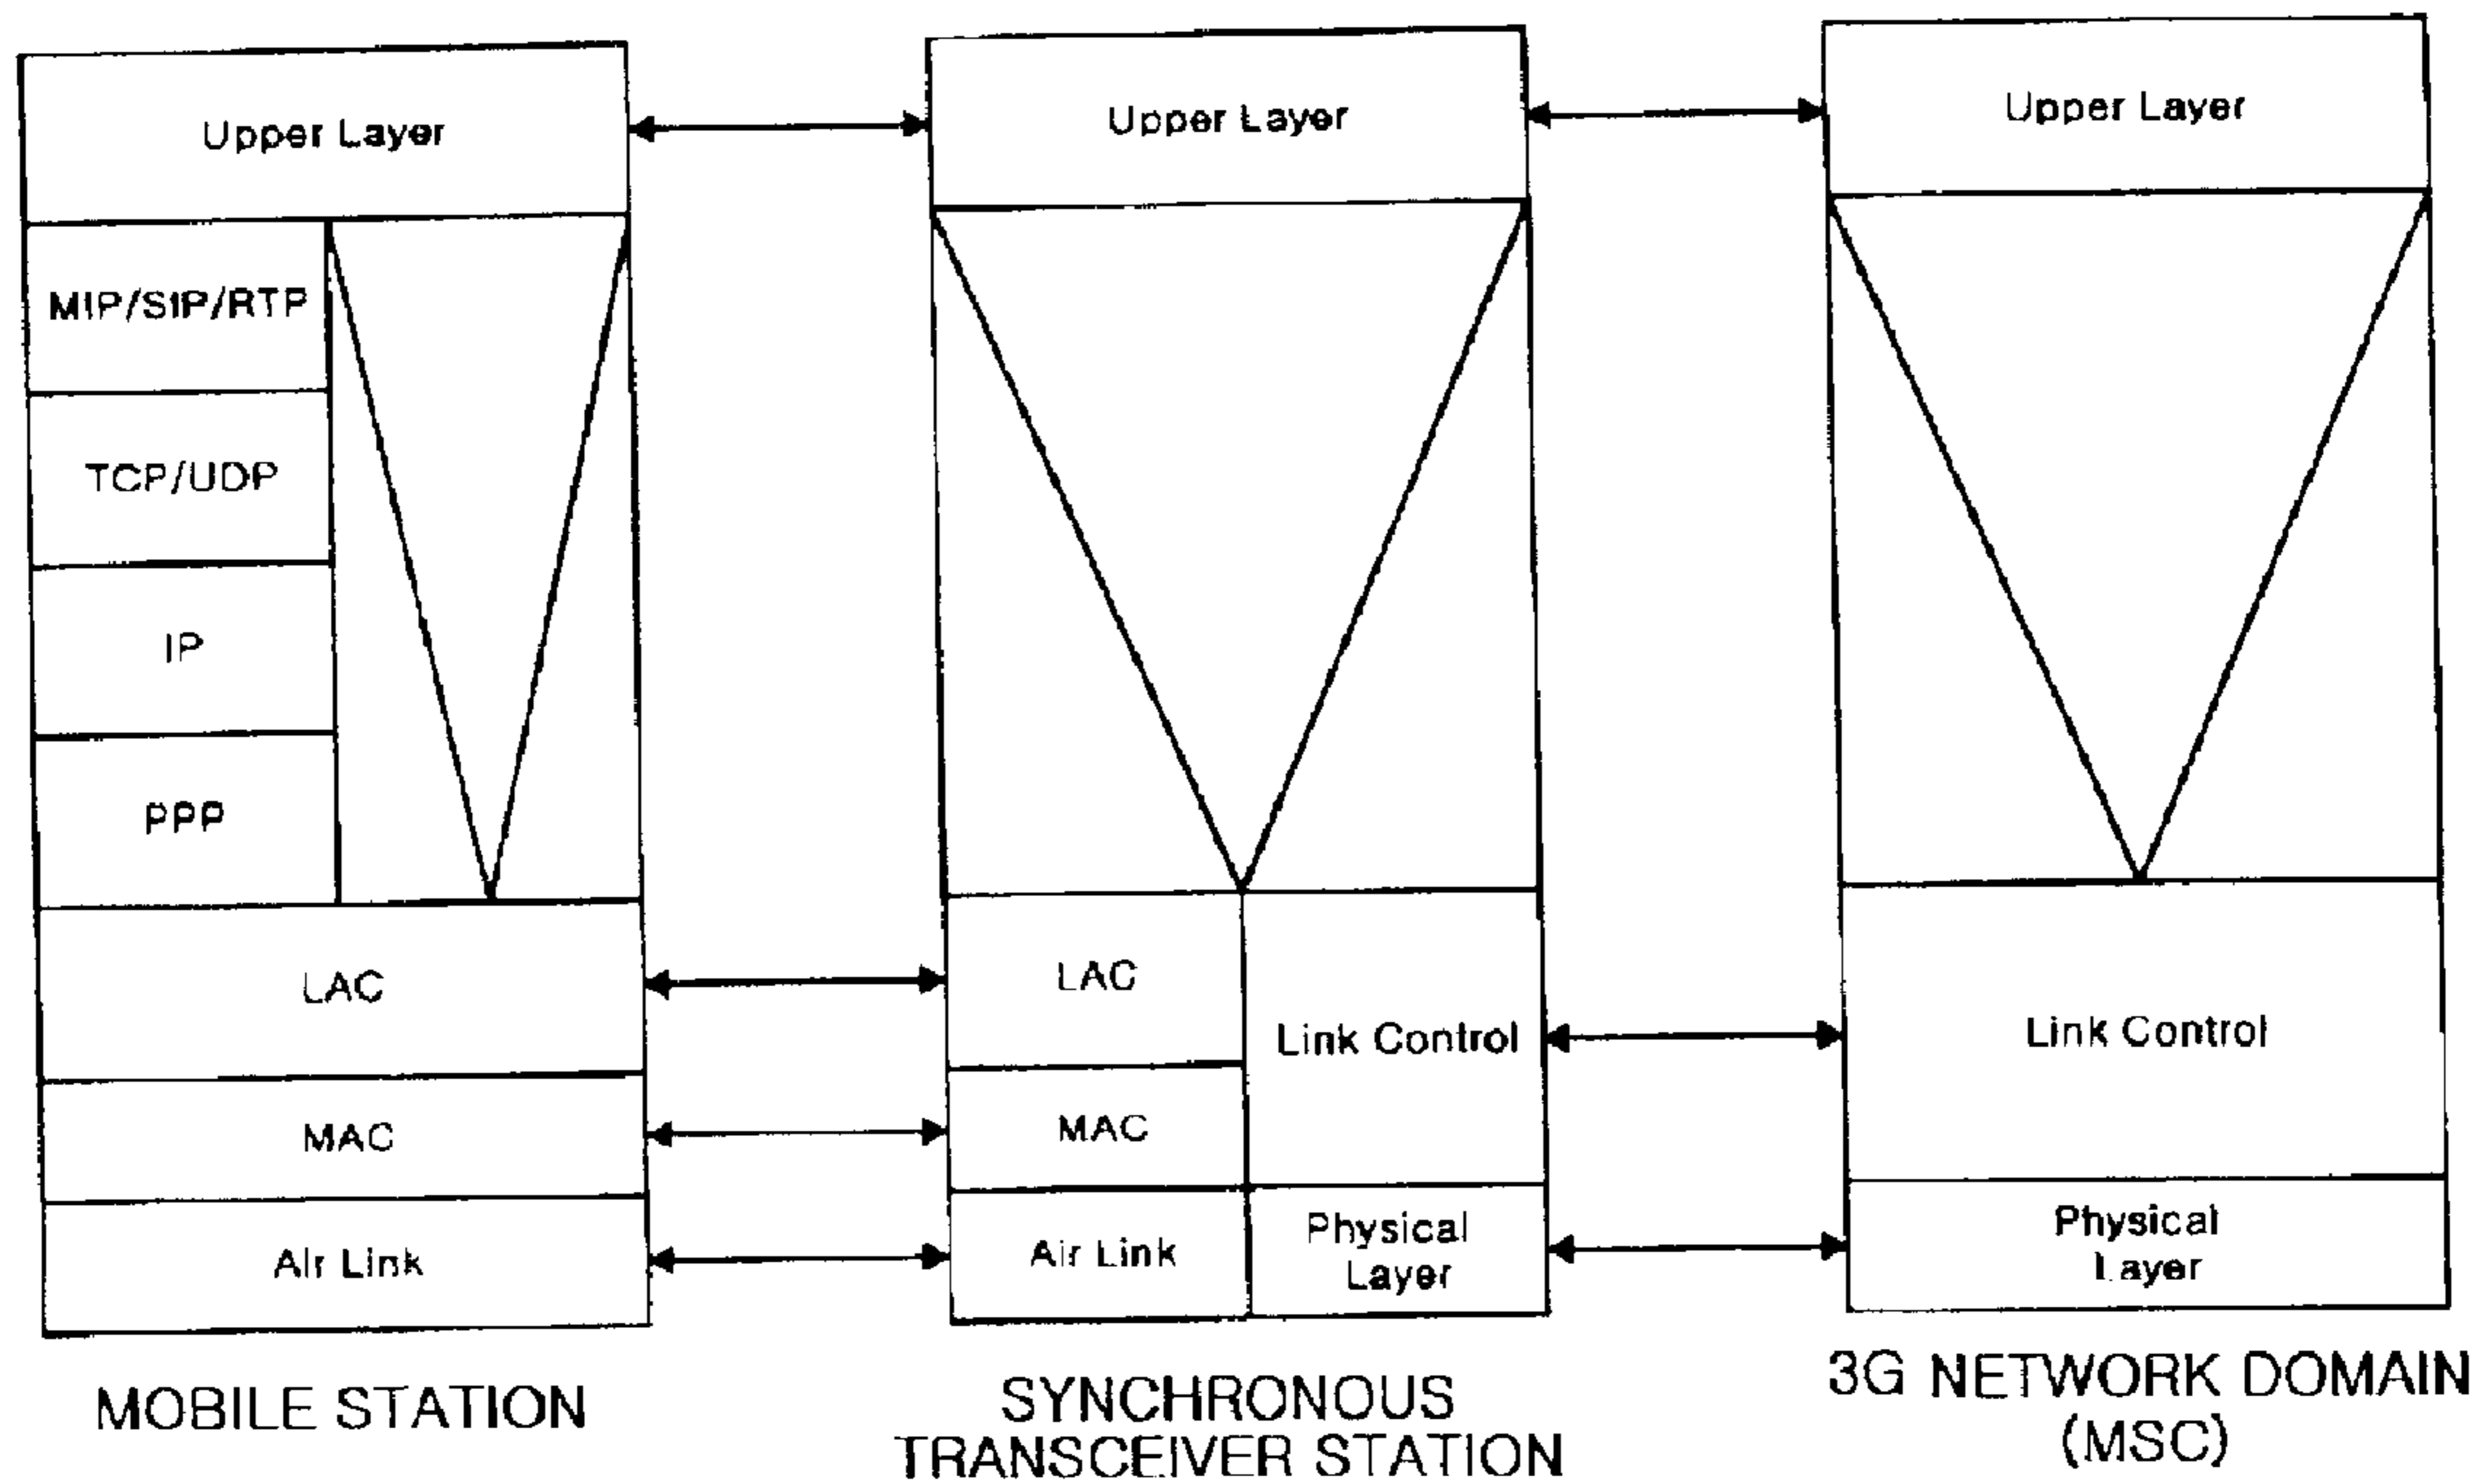 Upper Layer
MIP/SIP/RTP
TCP/UDP
IP
PPP
LAC
MAC
Air Link
MOBILE STATION
Upper Layer
LAC
MAC
Air Link
Link Control
Physical
Layer
SYNCHRONOUS
TRANSCEIVER STATION
Upper Layer
Link Control
Physical
Layer
3G NETWORK DOMAIN
(MSC)